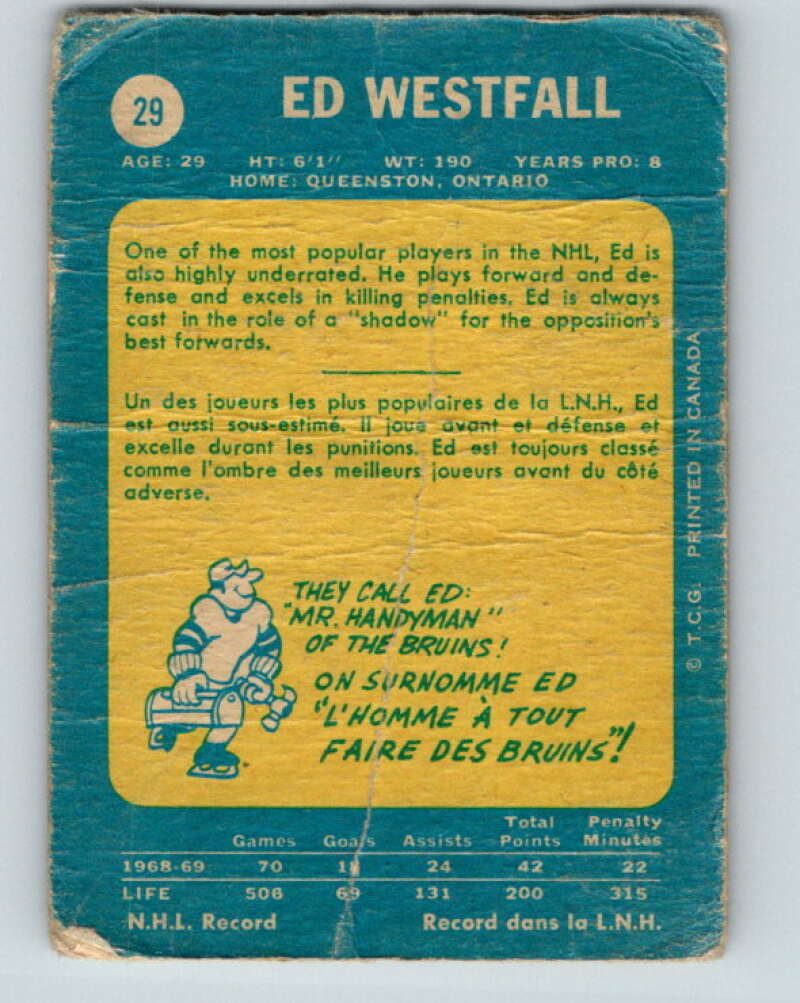 29
ED WESTFALL
AGE: 29 HT: 6'1" WT: 190 YEARS PRO: 8
HOME: QUEENSTON, ONTARIO
One of the most popular players in the NHL, Ed is
also highly underrated. He plays forward and de-
fense and excels in killing penalties. Ed is always
cast in the role of a "shadow" for the opposition's
best forwards.
Un des joueurs les plus populaires de la L.N.H., Ed
est aussi sous-estimé. Il joue avant et défense et
excelle durant les punitions. Ed est toujours classé
comme l'ombre des meilleurs joueurs avant du côté
adverse.
THEY CALL ED:
"MR. HANDYMAN"
OF THE BRUINS!
ON SURNOMME ED
"L'HOMME À TOUT
FAIRE DES BRUINS"!
© T.C.G. PRINTED IN CANADA
Total Penalty
Games Goals Assists Points Minutes
1968-69 70 18 24 42 22
LIFE 506 69 131 200 315
N.H.L. Record Record dans la L.N.H.